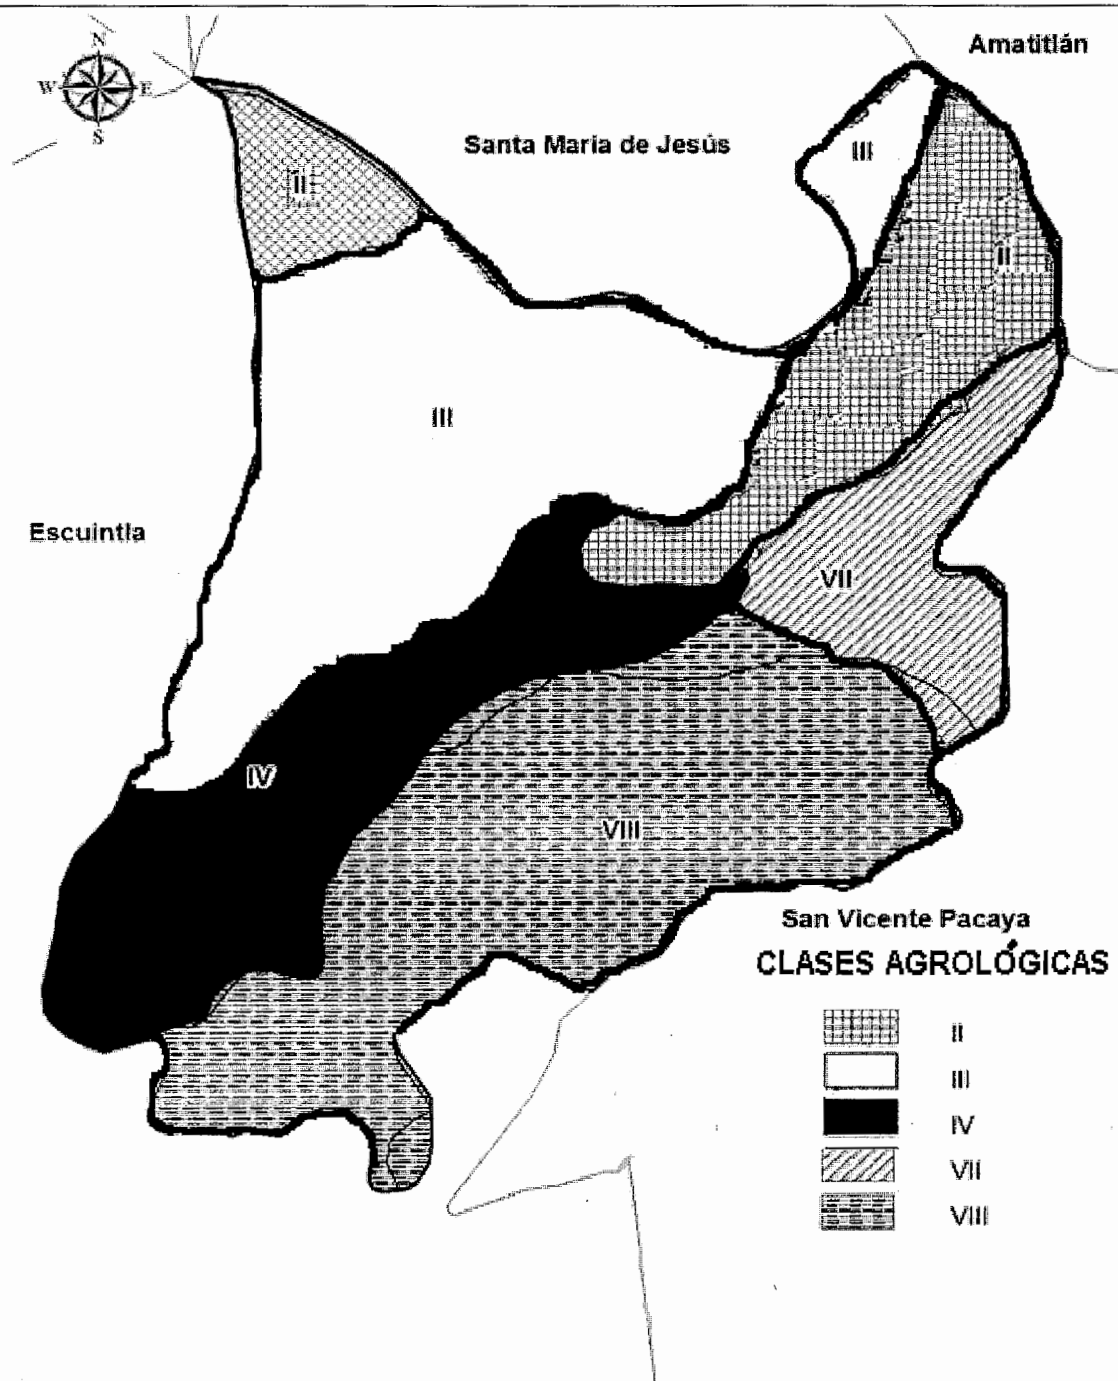 Amatitlán
N
W E
S
Santa Maria de Jesús
III
II
II
III
Escuintla
VII
IV
VIII
San Vicente Pacaya
CLASES AGROLÓGICAS
II
III
IV
VII
VIII